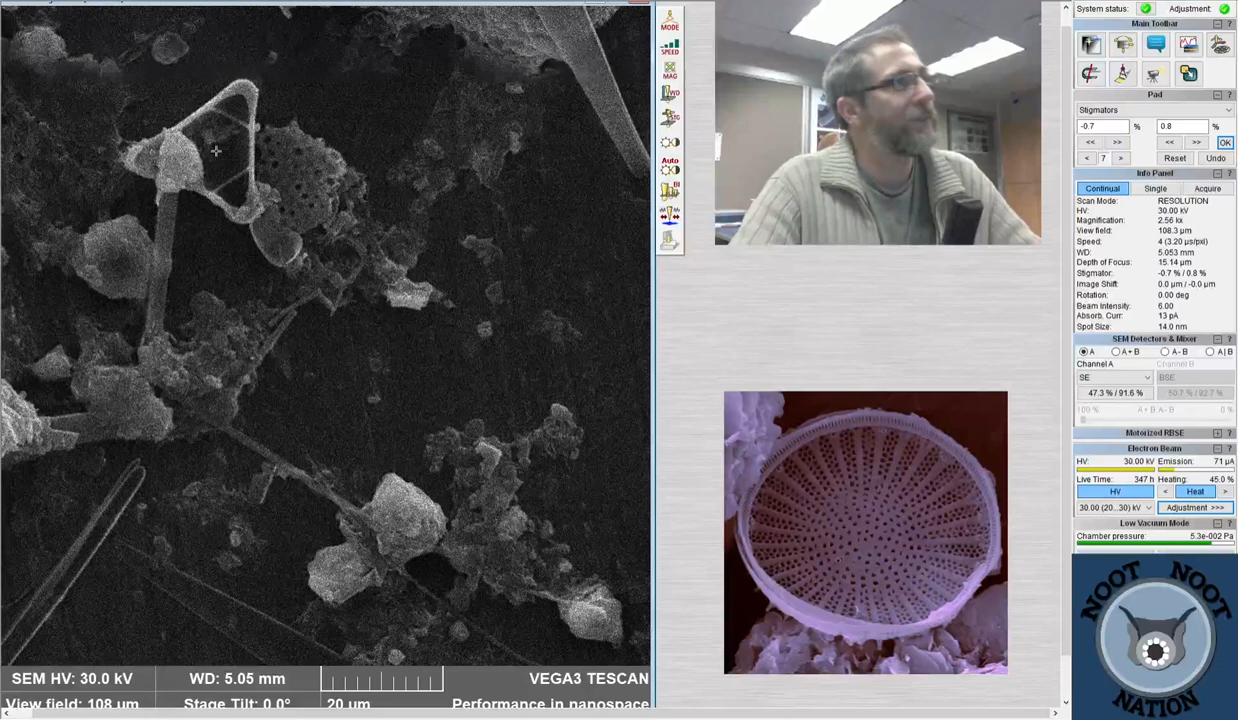 SEM HV: 30.0 kV
WD: 5.05 mm
View field: 108 µm
Stage Tilt: 0.0°
20 µm
VEGA3 TESCAN
Performance in nanospace
MODE
SPEED
MAG
WD
Auto
System status:
Adjustment:
Main Toolbar
Pad
Stigmators
-0.7 %
0.8 %
<< >> << >> OK
< 7 > Reset Undo
Info Panel
Continual Single Acquire
Scan Mode: RESOLUTION
HV: 30.00 kV
Magnification: 2.56 kx
View field: 108.3 µm
Speed: 4 (3.20 µs/pxl)
WD: 5.053 mm
Depth of Focus: 15.14 µm
Stigmator: -0.7 % / 0.8 %
Image Shift: 0.0 µm / -0.0 µm
Rotation: 0.00 deg
Beam Intensity: 6.00
Absorb. Curr: 13 pA
Spot Size: 14.0 nm
SEM Detectors & Mixer
A A + B A - B A | B
Channel A Channel B
SE BSE
47.3 % / 91.6 % 50.7 % / 92.7 %
100 % A + B: A - B 0 %
Motorized RBSE
Electron Beam
HV: 30.00 kV Emission: 71 µA
Live Time: 347 h Heating: 45.0 %
HV < Heat >
30.00 (20...30) kV Adjustment >>>
Low Vacuum Mode
Chamber pressure: 5.3e-002 Pa
NOOT NOOT
NATION